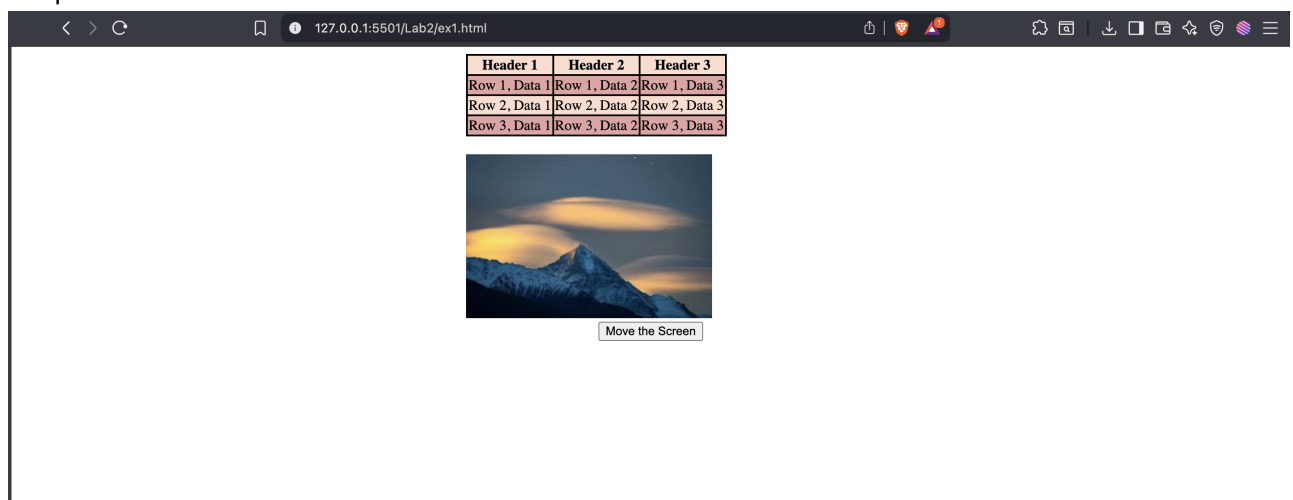 127.0.0.1:5501/Lab2/ex1.html
1
Header 1 Header 2 Header 3
Row 1, Data 1 Row 1, Data 2 Row 1, Data 3
Row 2, Data 1 Row 2, Data 2 Row 2, Data 3
Row 3, Data 1 Row 3, Data 2 Row 3, Data 3
Move the Screen